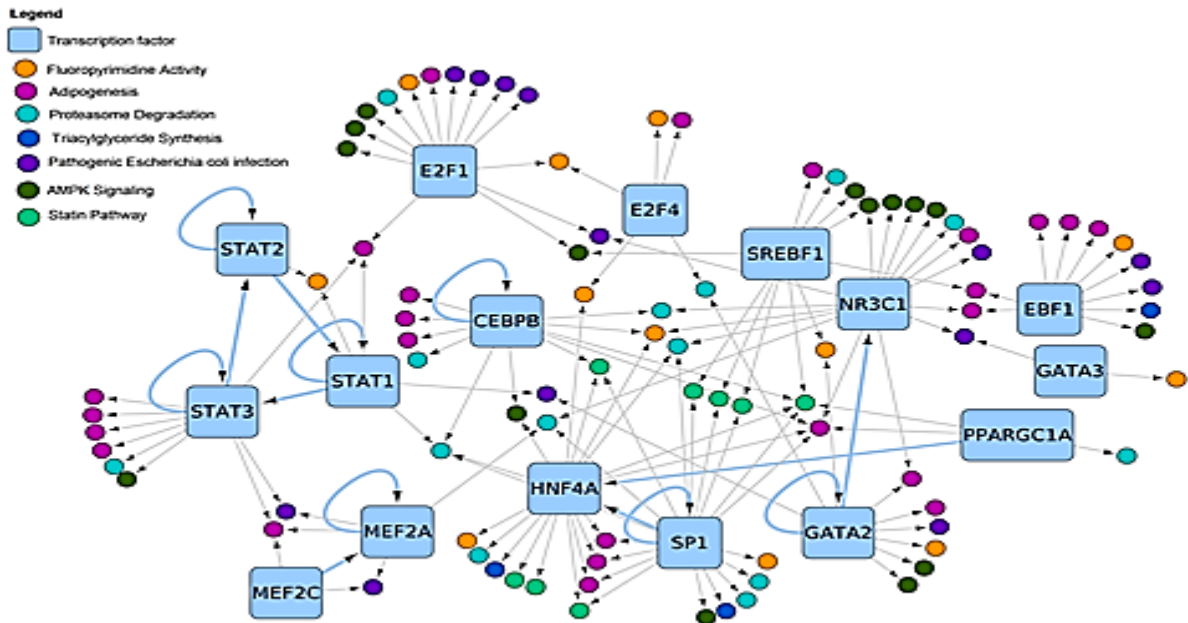 Legend
Transcription factor
Fluoropyrimidine Activity
Adipogenesis
Proteasome Degradation
Triacylglyceride Synthesis
Pathogenic Escherichia coli infection
AMPK Signaling
Statin Pathway
E2F1
E2F4
STAT2
SREBF1
NR3C1
EBF1
CEBPB
GATA3
STAT1
STAT3
PPARGC1A
HNF4A
MEF2A
SP1
GATA2
MEF2C